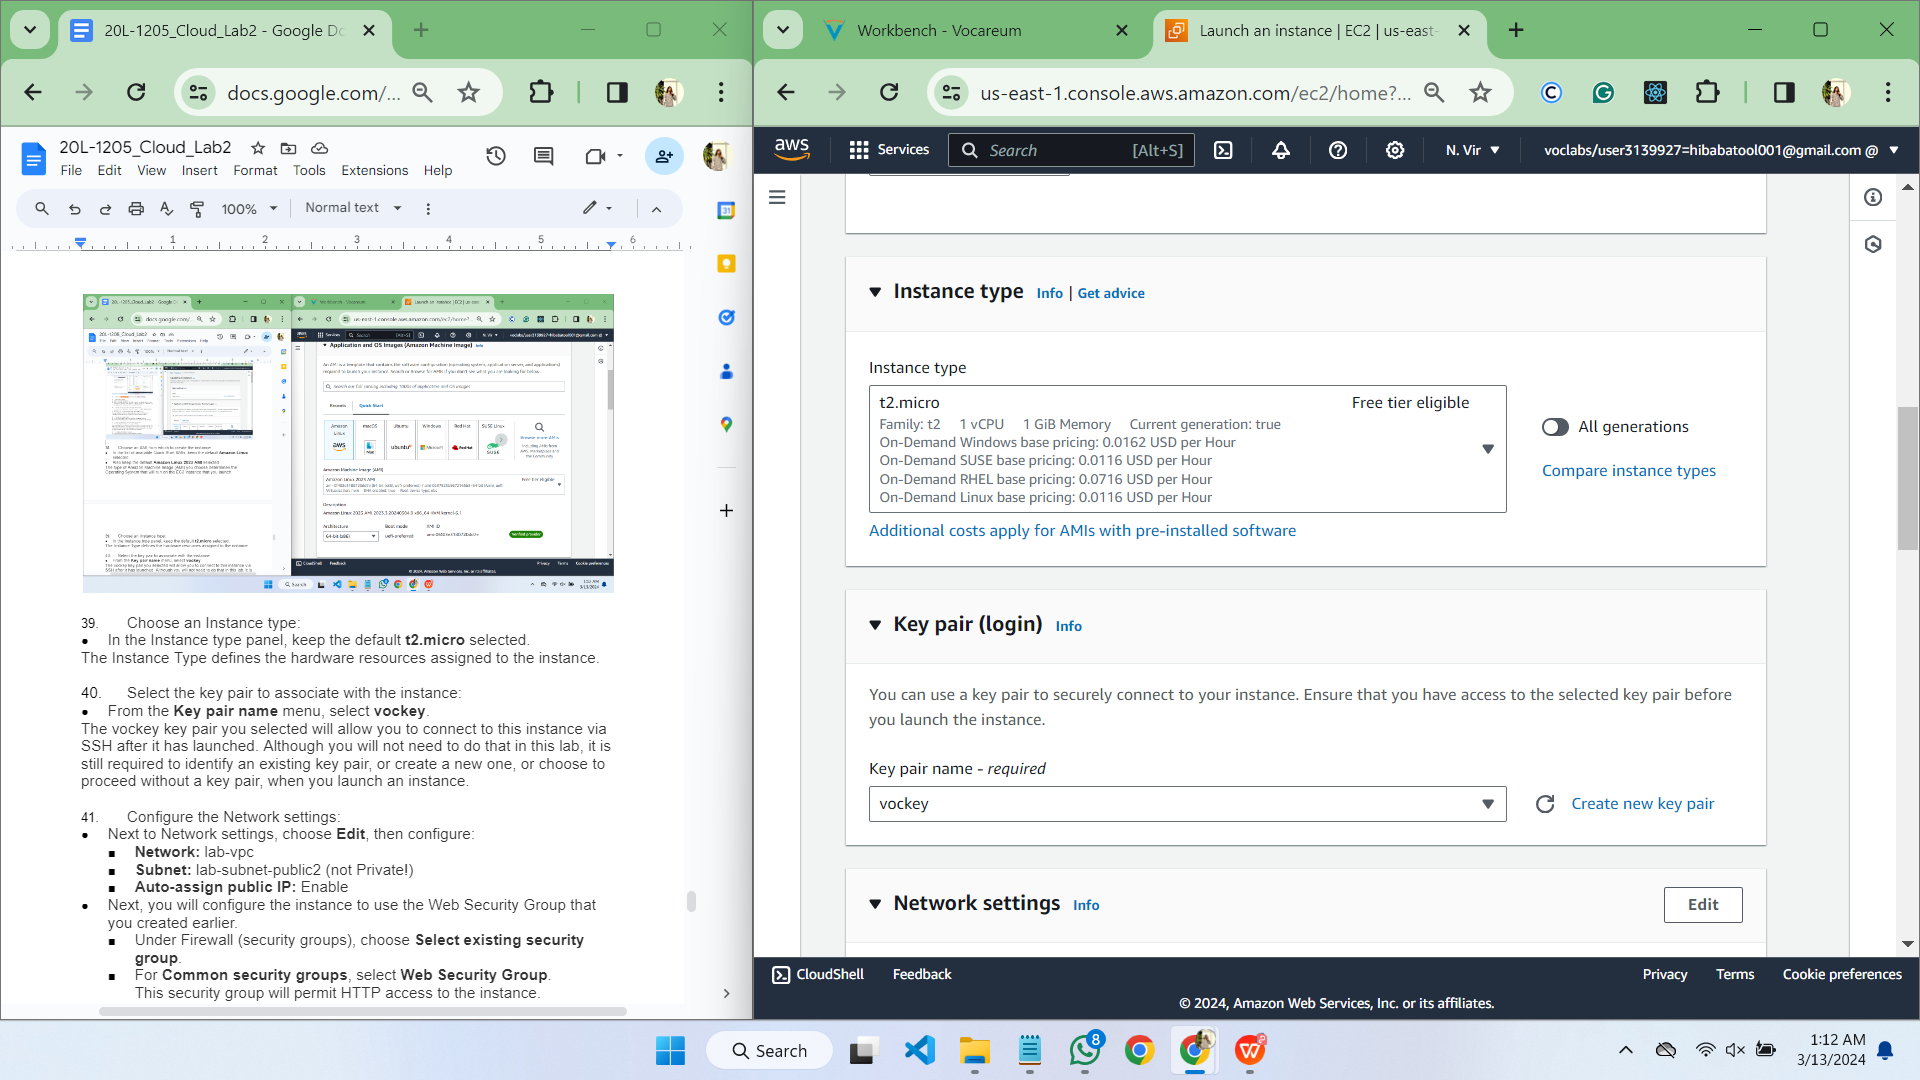 20L-1205_Cloud_Lab2 - Google Do
docs.google.com/...
20L-1205_Cloud_Lab2
File Edit View Insert Format Tools Extensions Help
100% Normal text
1 2 3 4 5 6
39. Choose an Instance type:
In the Instance type panel, keep the default t2.micro selected.
The Instance Type defines the hardware resources assigned to the instance.
40. Select the key pair to associate with the instance:
From the Key pair name menu, select vockey.
The vockey key pair you selected will allow you to connect to this instance via
SSH after it has launched. Although you will not need to do that in this lab, it is
still required to identify an existing key pair, or create a new one, or choose to
proceed without a key pair, when you launch an instance.
41. Configure the Network settings:
Next to Network settings, choose Edit, then configure:
Network: lab-vpc
Subnet: lab-subnet-public2 (not Private!)
Auto-assign public IP: Enable
Next, you will configure the instance to use the Web Security Group that
you created earlier.
Under Firewall (security groups), choose Select existing security
group.
For Common security groups, select Web Security Group.
This security group will permit HTTP access to the instance.
Workbench - Vocareum
Launch an instance | EC2 | us-east-
us-east-1.console.aws.amazon.com/ec2/home?...
aws Services Search [Alt+S] N. Vir voclabs/user3139927=hibabatool001@gmail.com @
Instance type Info | Get advice
Instance type
t2.micro Free tier eligible
Family: t2 1 vCPU 1 GiB Memory Current generation: true
On-Demand Windows base pricing: 0.0162 USD per Hour
On-Demand SUSE base pricing: 0.0116 USD per Hour
On-Demand RHEL base pricing: 0.0716 USD per Hour
On-Demand Linux base pricing: 0.0116 USD per Hour
All generations
Compare instance types
Additional costs apply for AMIs with pre-installed software
Key pair (login) Info
You can use a key pair to securely connect to your instance. Ensure that you have access to the selected key pair before
you launch the instance.
Key pair name - required
vockey
Create new key pair
Network settings Info
Edit
CloudShell Feedback Privacy Terms Cookie preferences
© 2024, Amazon Web Services, Inc. or its affiliates.
Search
8
1:12 AM
3/13/2024